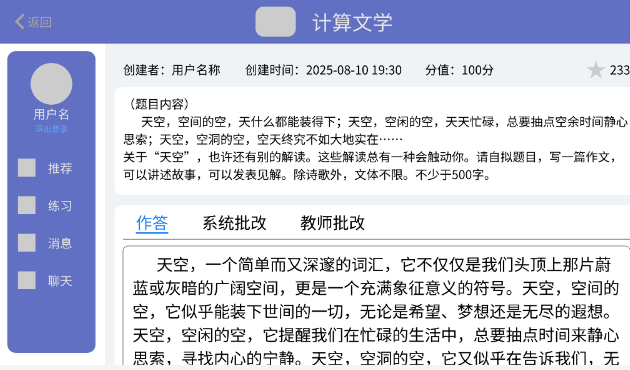 返回
计算文学
用户名
退出登录
推荐
练习
消息
聊天
创建者：用户名称 创建时间：2025-08-10 19:30 分值：100分 233
（题目内容）
天空，空间的空，天什么都能装得下；天空，空闲的空，天天忙碌，总要抽点空余时间静心
思索；天空，空洞的空，空天终究不如大地实在……
关于“天空”，也许还有别的解读。这些解读总有一种会触动你。请自拟题目，写一篇作文，
可以讲述故事，可以发表见解。除诗歌外，文体不限。不少于500字。
作答 系统批改 教师批改
天空，一个简单而又深邃的词汇，它不仅仅是我们头顶上那片蔚
蓝或灰暗的广阔空间，更是一个充满象征意义的符号。天空，空间的
空，它似乎能装下世间的一切，无论是希望、梦想还是无尽的遐想。
天空，空闲的空，它提醒我们在忙碌的生活中，总要抽点时间来静心
思索，寻找内心的宁静。天空，空洞的空，它又似乎在告诉我们，无